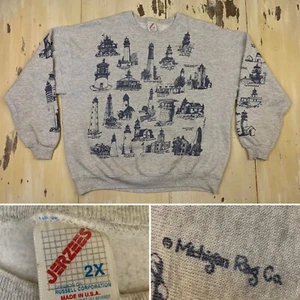 JERZEES
RUSSELL CORPORATION
2X
MADE IN U.S.A.
© Michigan Rag Co.